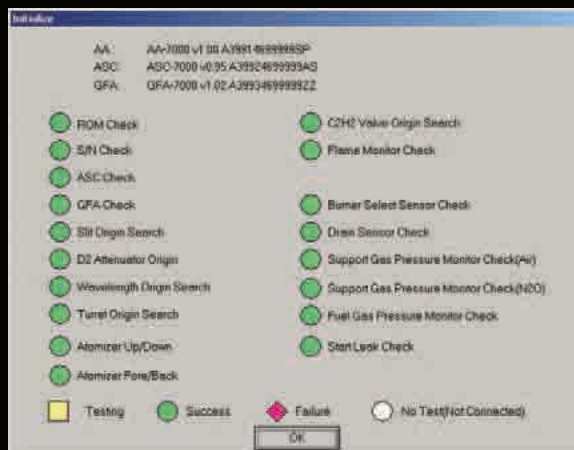 Initialize
AA: AA-7000 v1.00 A39914699999SP
ASC: ASC-7000 v0.95 A39924699999AS
GFA: GFA-7000 v1.02 A39934699999ZZ
ROM Check
S/N Check
ASC Check
GFA Check
Slit Origin Search
D2 Attenuator Origin
Wavelength Origin Search
Turret Origin Search
Atomizer Up/Down
Atomizer Fore/Back
C2H2 Valve Origin Search
Flame Monitor Check
Burner Select Sensor Check
Drain Sensor Check
Support Gas Pressure Monitor Check(Air)
Support Gas Pressure Monitor Check(N2O)
Fuel Gas Pressure Monitor Check
Start Leak Check
Testing Success Failure No Test(Not Connected)
OK